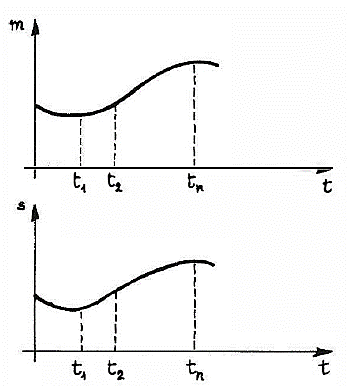 m
t₁ t₂ tₙ t
s
t₁ t₂ tₙ t